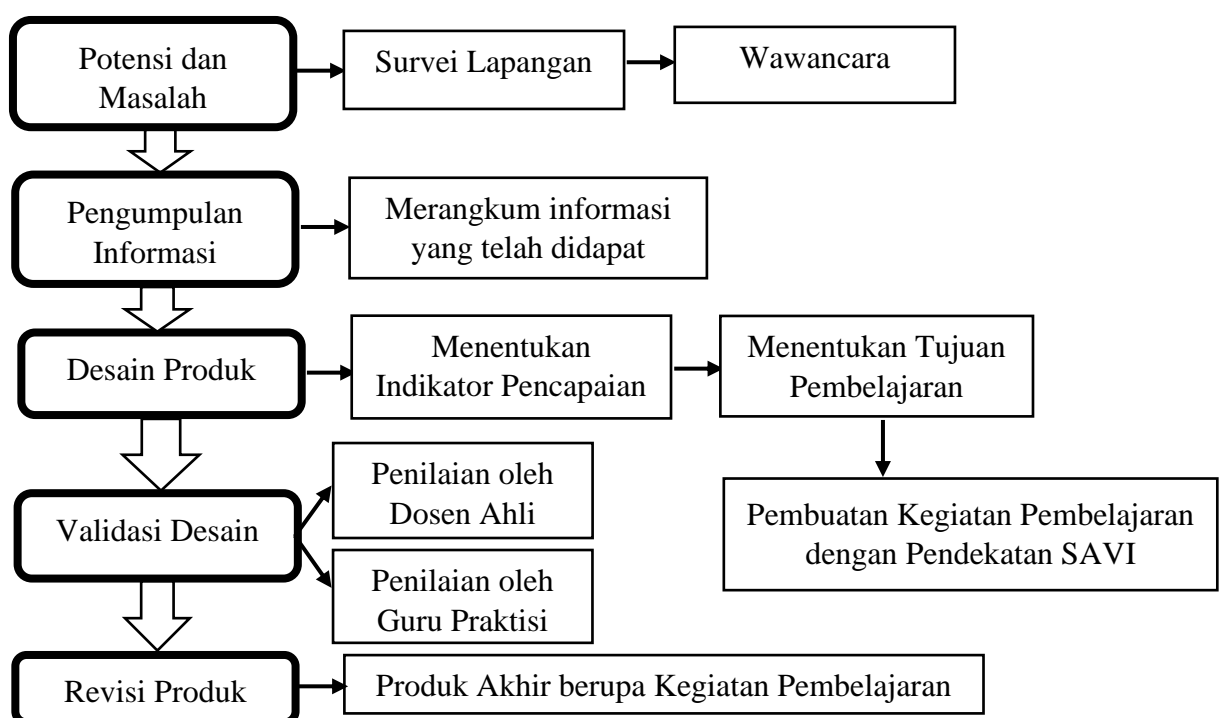 Potensi dan
Masalah
Survei Lapangan
Wawancara
Pengumpulan
Informasi
Merangkum informasi
yang telah didapat
Desain Produk
Menentukan
Indikator Pencapaian
Menentukan Tujuan
Pembelajaran
Pembuatan Kegiatan Pembelajaran
dengan Pendekatan SAVI
Validasi Desain
Penilaian oleh
Dosen Ahli
Penilaian oleh
Guru Praktisi
Revisi Produk
Produk Akhir berupa Kegiatan Pembelajaran